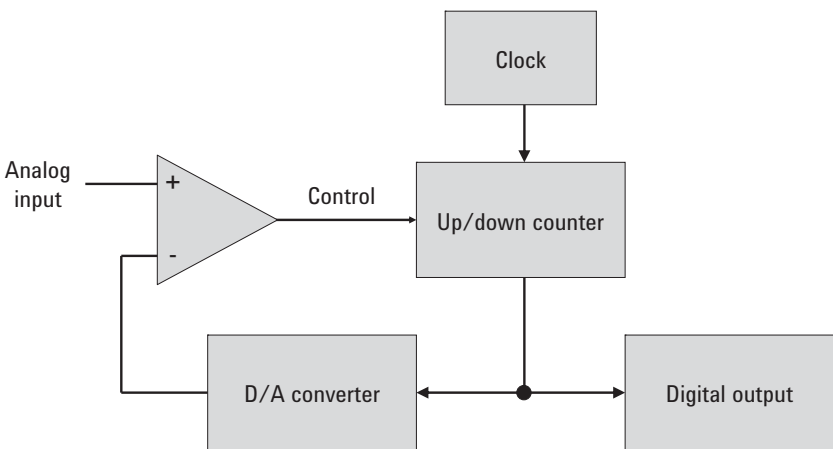 Clock
Analog
input
+
Control
Up/down counter
-
D/A converter
Digital output